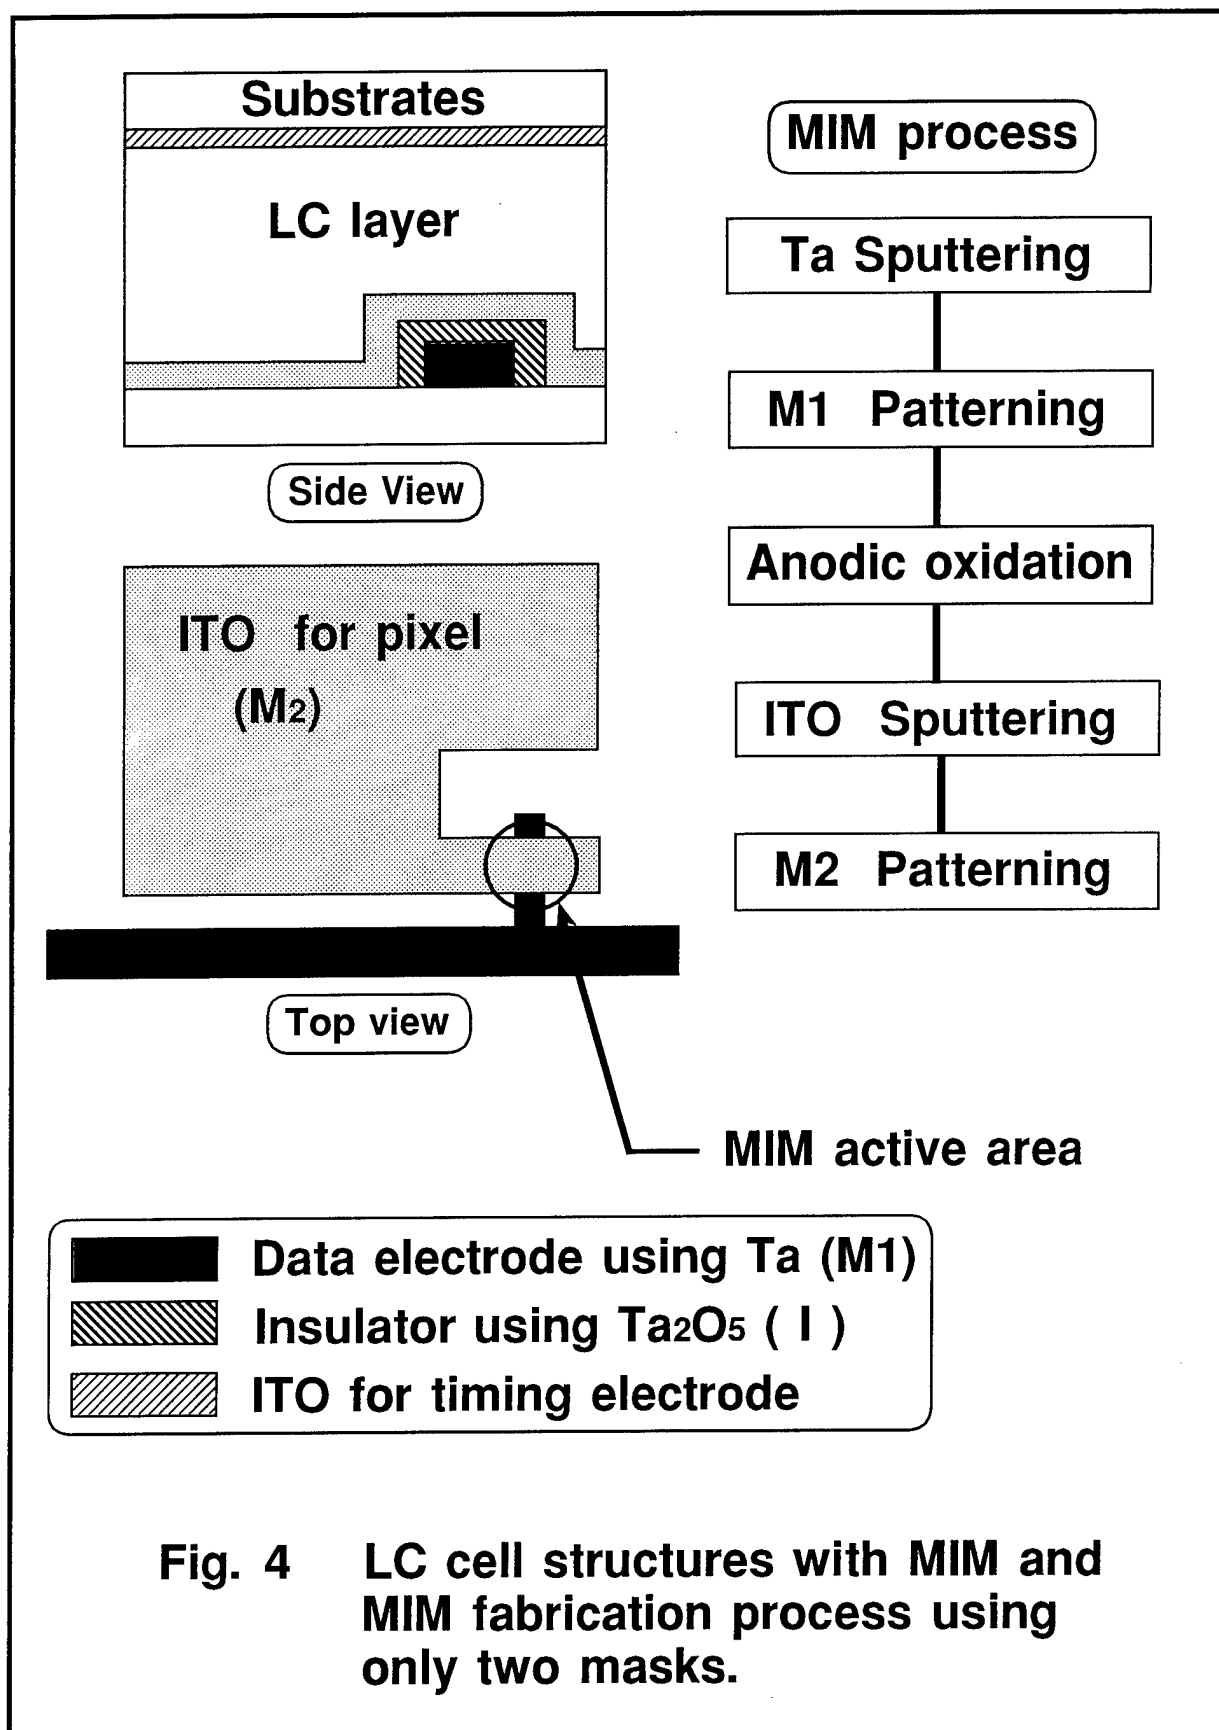 Substrates
LC layer
Side View
ITO for pixel
(M2)
Top view
MIM active area
MIM process
Ta Sputtering
M1 Patterning
Anodic oxidation
ITO Sputtering
M2 Patterning
Data electrode using Ta (M1)
Insulator using Ta2O5 ( I )
ITO for timing electrode
Fig. 4 LC cell structures with MIM and
MIM fabrication process using
only two masks.